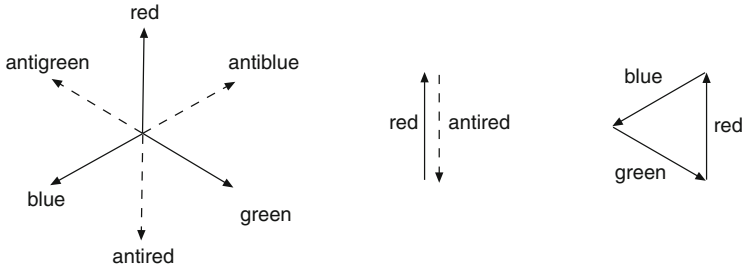 red
antigreen
antiblue
blue
green
antired
red
antired
blue
red
green